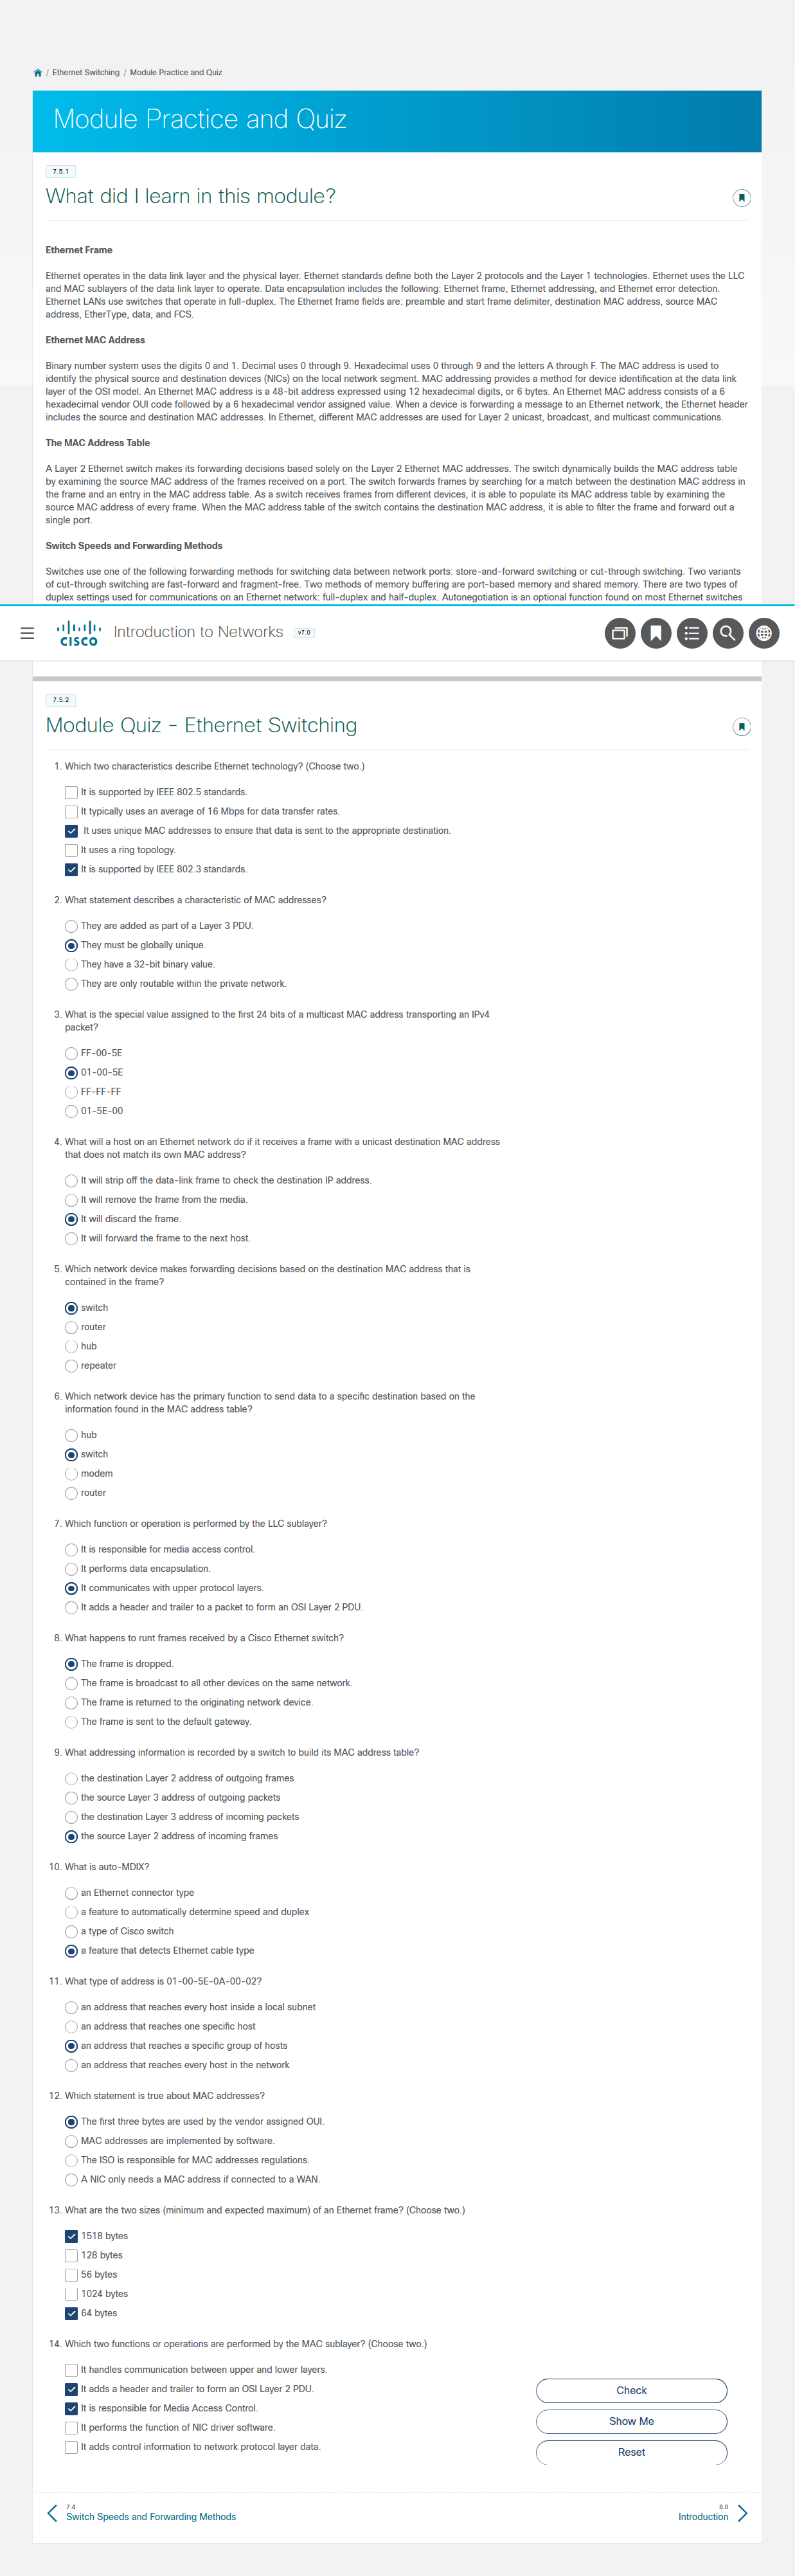 / Ethernet Switching / Module Practice and Quiz
Module Practice and Quiz
7.5.1
What did I learn in this module?
Ethernet Frame
Ethernet operates in the data link layer and the physical layer. Ethernet standards define both the Layer 2 protocols and the Layer 1 technologies. Ethernet uses the LLC
and MAC sublayers of the data link layer to operate. Data encapsulation includes the following: Ethernet frame, Ethernet addressing, and Ethernet error detection.
Ethernet LANs use switches that operate in full-duplex. The Ethernet frame fields are: preamble and start frame delimiter, destination MAC address, source MAC
address, EtherType, data, and FCS.
Ethernet MAC Address
Binary number system uses the digits 0 and 1. Decimal uses 0 through 9. Hexadecimal uses 0 through 9 and the letters A through F. The MAC address is used to
identify the physical source and destination devices (NICs) on the local network segment. MAC addressing provides a method for device identification at the data link
layer of the OSI model. An Ethernet MAC address is a 48-bit address expressed using 12 hexadecimal digits, or 6 bytes. An Ethernet MAC address consists of a 6
hexadecimal vendor OUI code followed by a 6 hexadecimal vendor assigned value. When a device is forwarding a message to an Ethernet network, the Ethernet header
includes the source and destination MAC addresses. In Ethernet, different MAC addresses are used for Layer 2 unicast, broadcast, and multicast communications.
The MAC Address Table
A Layer 2 Ethernet switch makes its forwarding decisions based solely on the Layer 2 Ethernet MAC addresses. The switch dynamically builds the MAC address table
by examining the source MAC address of the frames received on a port. The switch forwards frames by searching for a match between the destination MAC address in
the frame and an entry in the MAC address table. As a switch receives frames from different devices, it is able to populate its MAC address table by examining the
source MAC address of every frame. When the MAC address table of the switch contains the destination MAC address, it is able to filter the frame and forward out a
single port.
Switch Speeds and Forwarding Methods
Switches use one of the following forwarding methods for switching data between network ports: store-and-forward switching or cut-through switching. Two variants
of cut-through switching are fast-forward and fragment-free. Two methods of memory buffering are port-based memory and shared memory. There are two types of
duplex settings used for communications on an Ethernet network: full-duplex and half-duplex. Autonegotiation is an optional function found on most Ethernet switches
CISCO
Introduction to Networks v7.0
7.5.2
Module Quiz - Ethernet Switching
1. Which two characteristics describe Ethernet technology? (Choose two.)
It is supported by IEEE 802.5 standards.
It typically uses an average of 16 Mbps for data transfer rates.
It uses unique MAC addresses to ensure that data is sent to the appropriate destination.
It uses a ring topology.
It is supported by IEEE 802.3 standards.
2. What statement describes a characteristic of MAC addresses?
They are added as part of a Layer 3 PDU.
They must be globally unique.
They have a 32-bit binary value.
They are only routable within the private network.
3. What is the special value assigned to the first 24 bits of a multicast MAC address transporting an IPv4
packet?
FF-00-5E
01-00-5E
FF-FF-FF
01-5E-00
4. What will a host on an Ethernet network do if it receives a frame with a unicast destination MAC address
that does not match its own MAC address?
It will strip off the data-link frame to check the destination IP address.
It will remove the frame from the media.
It will discard the frame.
It will forward the frame to the next host.
5. Which network device makes forwarding decisions based on the destination MAC address that is
contained in the frame?
switch
router
hub
repeater
6. Which network device has the primary function to send data to a specific destination based on the
information found in the MAC address table?
hub
switch
modem
router
7. Which function or operation is performed by the LLC sublayer?
It is responsible for media access control.
It performs data encapsulation.
It communicates with upper protocol layers.
It adds a header and trailer to a packet to form an OSI Layer 2 PDU.
8. What happens to runt frames received by a Cisco Ethernet switch?
The frame is dropped.
The frame is broadcast to all other devices on the same network.
The frame is returned to the originating network device.
The frame is sent to the default gateway.
9. What addressing information is recorded by a switch to build its MAC address table?
the destination Layer 2 address of outgoing frames
the source Layer 3 address of outgoing packets
the destination Layer 3 address of incoming packets
the source Layer 2 address of incoming frames
10. What is auto-MDIX?
an Ethernet connector type
a feature to automatically determine speed and duplex
a type of Cisco switch
a feature that detects Ethernet cable type
11. What type of address is 01-00-5E-0A-00-02?
an address that reaches every host inside a local subnet
an address that reaches one specific host
an address that reaches a specific group of hosts
an address that reaches every host in the network
12. Which statement is true about MAC addresses?
The first three bytes are used by the vendor assigned OUI.
MAC addresses are implemented by software.
The ISO is responsible for MAC addresses regulations.
A NIC only needs a MAC address if connected to a WAN.
13. What are the two sizes (minimum and expected maximum) of an Ethernet frame? (Choose two.)
1518 bytes
128 bytes
56 bytes
1024 bytes
64 bytes
14. Which two functions or operations are performed by the MAC sublayer? (Choose two.)
It handles communication between upper and lower layers.
It adds a header and trailer to form an OSI Layer 2 PDU.
It is responsible for Media Access Control.
It performs the function of NIC driver software.
It adds control information to network protocol layer data.
Check
Show Me
Reset
7.4
Switch Speeds and Forwarding Methods
8.0
Introduction